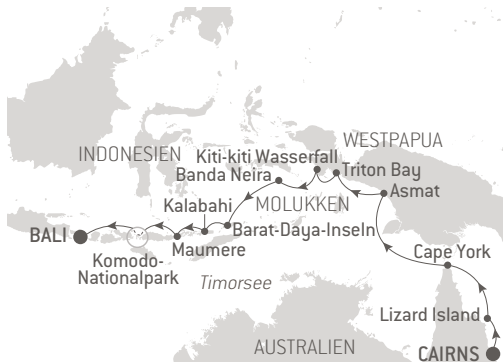 WESTPAPUA
INDONESIEN
Kiti-kiti Wasserfall
Triton Bay
Banda Neira
Asmat
Kalabahi
MOLUKKEN
BALI
Barat-Daya-Inseln
Maumere
Cape York
Komodo-
Nationalpark
Timorsee
Lizard Island
AUSTRALIEN
CAIRNS